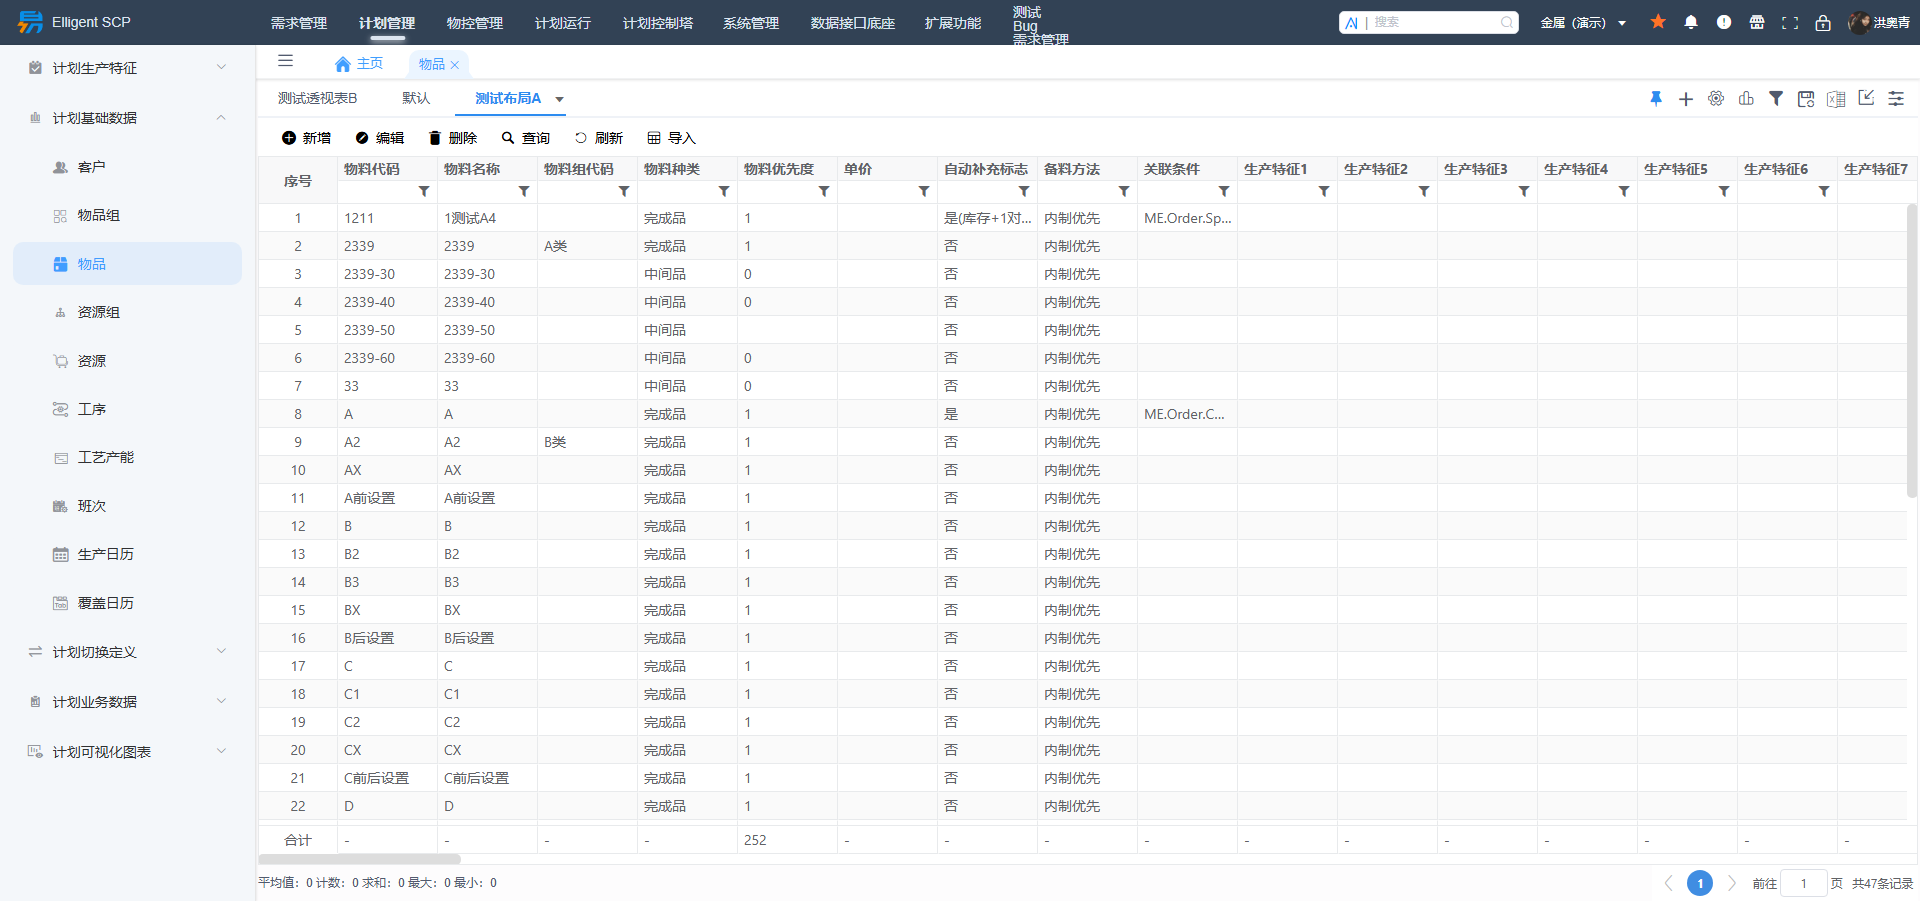 Elligent SCP
需求管理 计划管理 物控管理 计划运行 计划控制塔 系统管理 数据接口底座 扩展功能
测试
Bug
需求管理
AI | 搜索
金属（演示）
洪奥青
计划生产特征
计划基础数据
客户
物品组
物品
资源组
资源
工序
工艺产能
班次
生产日历
覆盖日历
计划切换定义
计划业务数据
计划可视化图表
主页 物品
测试透视表B 默认 测试布局A
新增 编辑 删除 查询 刷新 导入
序号 物料代码 物料名称 物料组代码 物料种类 物料优先度 单价 自动补充标志 备料方法 关联条件 生产特征1 生产特征2 生产特征3 生产特征4 生产特征5 生产特征6 生产特征7
1 1211 1测试A4 完成品 1 是(库存+1对... 内制优先 ME.Order.Sp...
2 2339 2339 A类 完成品 1 否 内制优先
3 2339-30 2339-30 中间品 0 否 内制优先
4 2339-40 2339-40 中间品 0 否 内制优先
5 2339-50 2339-50 中间品 否 内制优先
6 2339-60 2339-60 中间品 0 否 内制优先
7 33 33 中间品 0 否 内制优先
8 A A 完成品 1 是 内制优先 ME.Order.C...
9 A2 A2 B类 完成品 1 否 内制优先
10 AX AX 完成品 1 否 内制优先
11 A前设置 A前设置 完成品 1 否 内制优先
12 B B 完成品 1 否 内制优先
13 B2 B2 完成品 1 否 内制优先
14 B3 B3 完成品 1 否 内制优先
15 BX BX 完成品 1 否 内制优先
16 B后设置 B后设置 完成品 1 否 内制优先
17 C C 完成品 1 否 内制优先
18 C1 C1 完成品 1 否 内制优先
19 C2 C2 完成品 1 否 内制优先
20 CX CX 完成品 1 否 内制优先
21 C前后设置 C前后设置 完成品 1 否 内制优先
22 D D 完成品 1 否 内制优先
合计 - - - - 252 - - - - - - - - - - -
平均值：0 计数：0 求和：0 最大：0 最小：0
1 前往 1 页 共47条记录